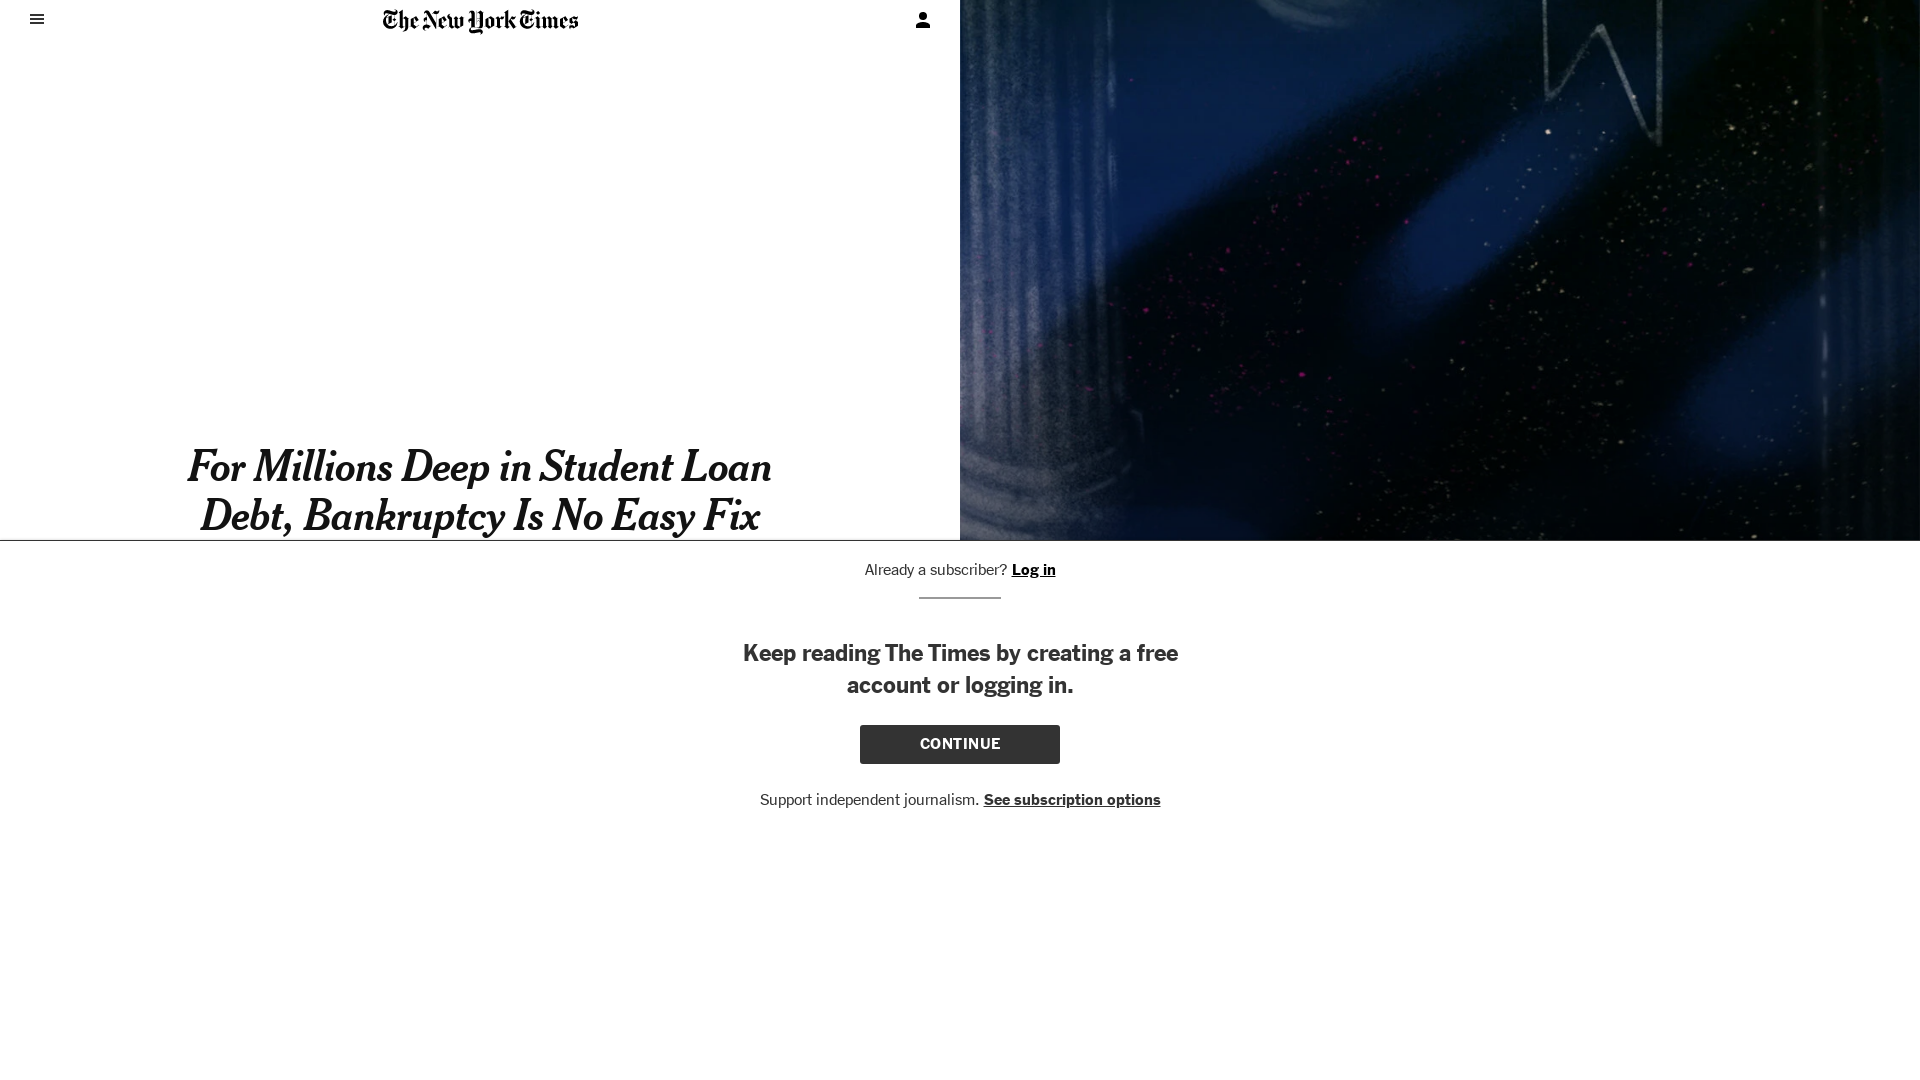 The New York Times
For Millions Deep in Student Loan
Debt, Bankruptcy Is No Easy Fix
Already a subscriber? Log in
Keep reading The Times by creating a free
account or logging in.
CONTINUE
Support independent journalism. See subscription options